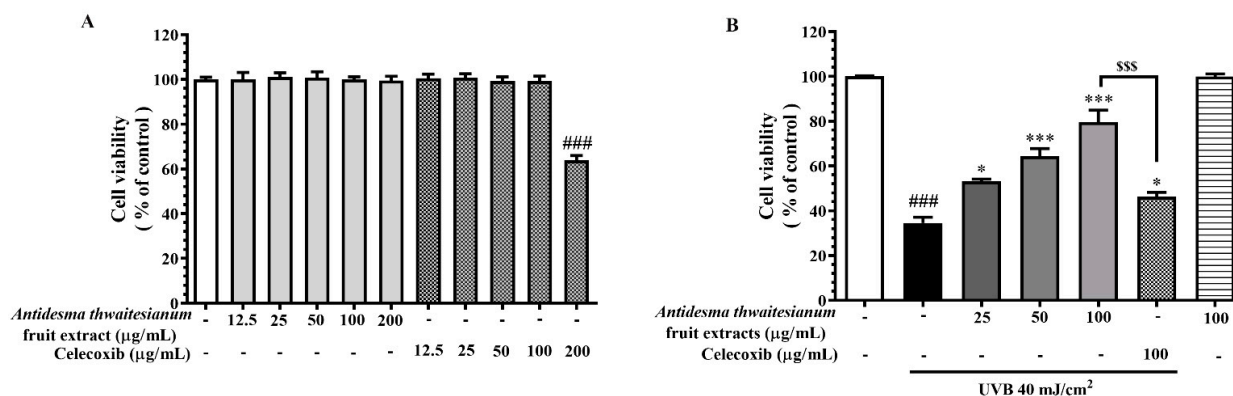 A
120
100
80
60
40
20
0
Cell viability
( % of control )
###
Antidesma thwaitesianum - 12.5 25 50 100 200 - - - - -
fruit extract (μg/mL)
Celecoxib (μg/mL) - - - - - - 12.5 25 50 100 200
B
120
100
80
60
40
20
0
Cell viability
( % of control )
###
*
***
***
$$$
*
Antidesma thwaitesianum - - 25 50 100 - 100
fruit extracts (μg/mL)
Celecoxib (μg/mL) - - - - - 100 -
UVB 40 mJ/cm²